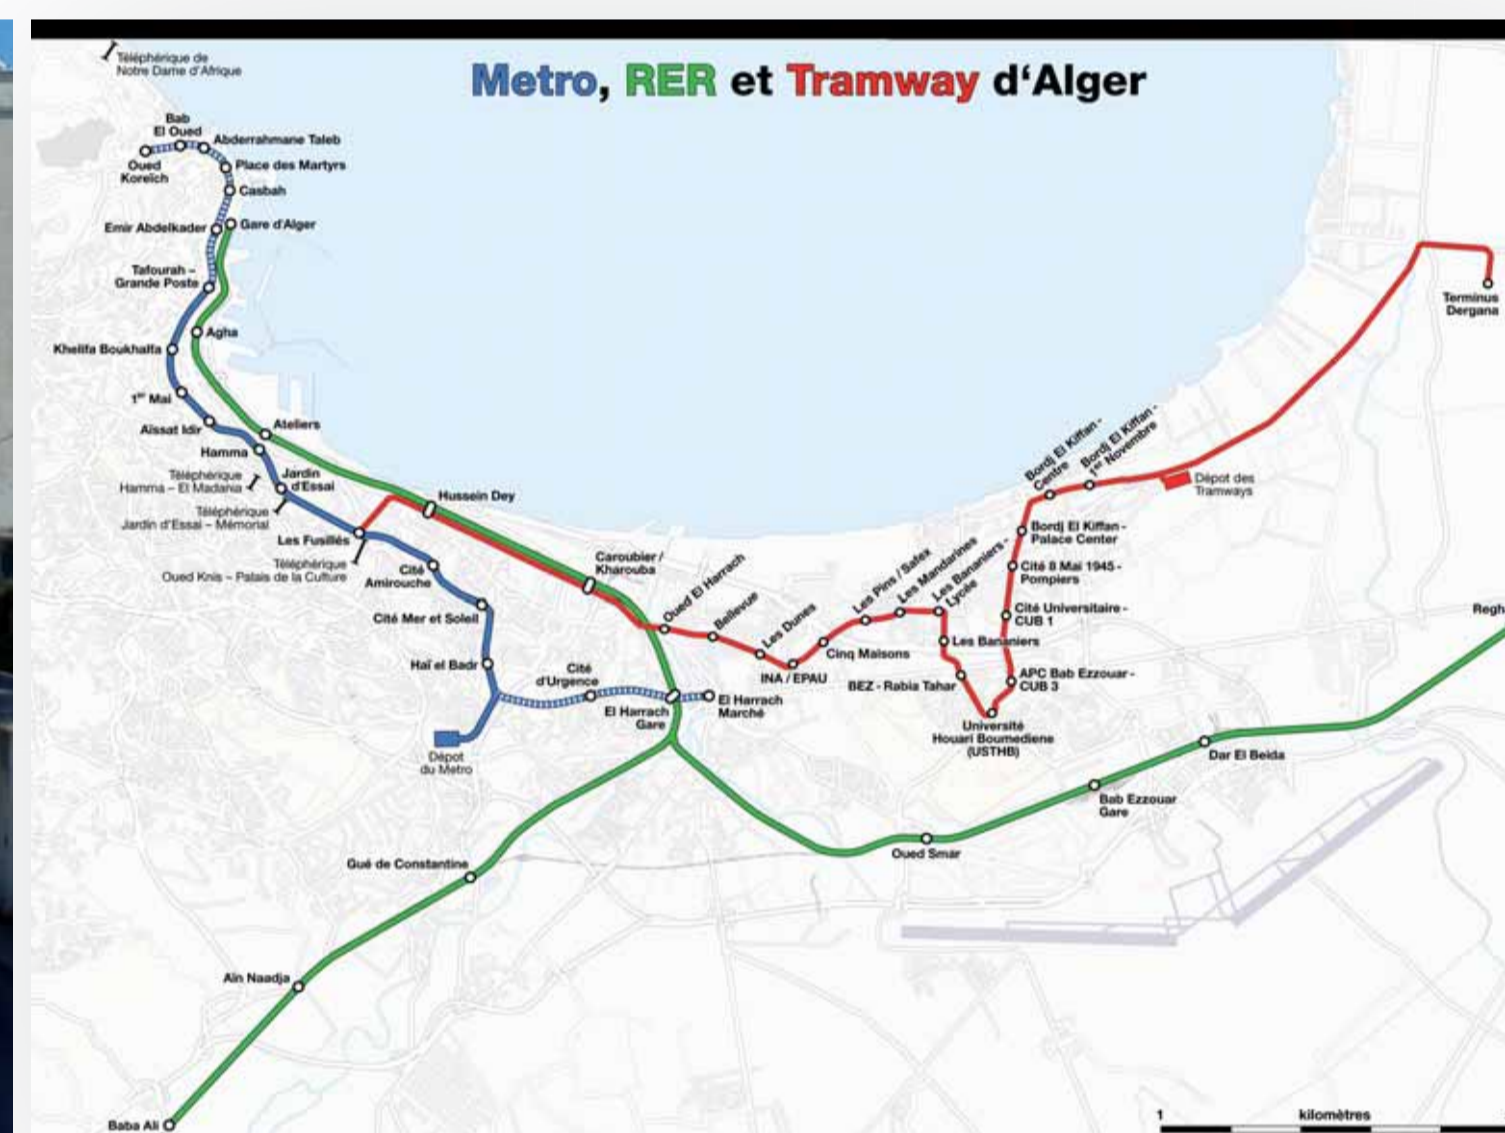 Metro, RER et Tramway d'Alger
Téléphérique de
Notre Dame d'Afrique
Bab
El Oued
Abderrahmane Taleb
Oued
Koreïch
Place des Martyrs
Casbah
Emir Abdelkader
Gare d'Alger
Tafourah –
Grande Poste
Agha
Khelifa Boukhalfa
1er Mai
Aïssat Idir
Ateliers
Hamma
Téléphérique
Hamma – El Madania
Jardin
d'Essai
Téléphérique
Jardin d'Essai – Mémorial
Hussein Dey
Les Fusillés
Téléphérique
Oued Knis – Palais de la Culture
Cité
Amirouche
Caroubier /
Kharouba
Cité Mer et Soleil
Haï el Badr
Cité
d'Urgence
El Harrach
Gare
El Harrach
Marché
Dépot
du Metro
Oued El Harrach
Bellevue
Les Dunes
INA / EPAU
Cinq Maisons
Les Pins / Safex
Les Mandarines
Les Bananiers -
Lycée
Les Bananiers
BEZ - Rabia Tahar
Université
Houari Boumediene
(USTHB)
APC Bab Ezzouar -
CUB 3
Cité Universitaire -
CUB 1
Cité 8 Mai 1945 -
Pompiers
Bordj El Kiffan -
Palace Center
Bordj El Kiffan -
Centre
Bordj El Kiffan -
1er Novembre
Dépot des
Tramways
Terminus
Dergana
Regh
Dar El Beida
Bab Ezzouar
Gare
Oued Smar
Gué de Constantine
Aïn Naadja
Baba Ali
1
kilomètres